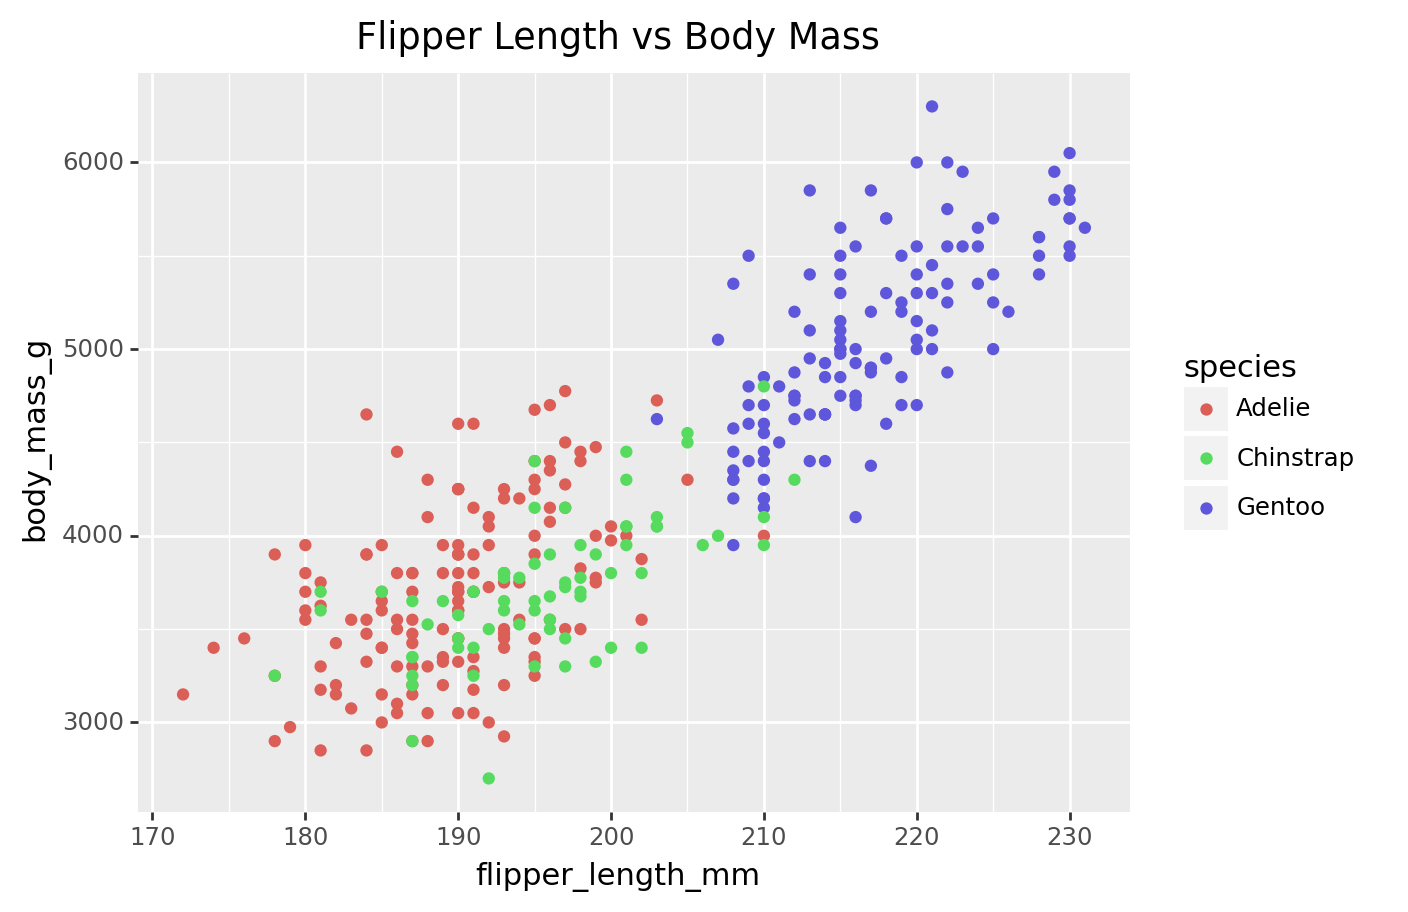 Flipper Length vs Body Mass
body_mass_g
6000
5000
4000
3000
170 180 190 200 210 220 230
flipper_length_mm
species
Adelie
Chinstrap
Gentoo